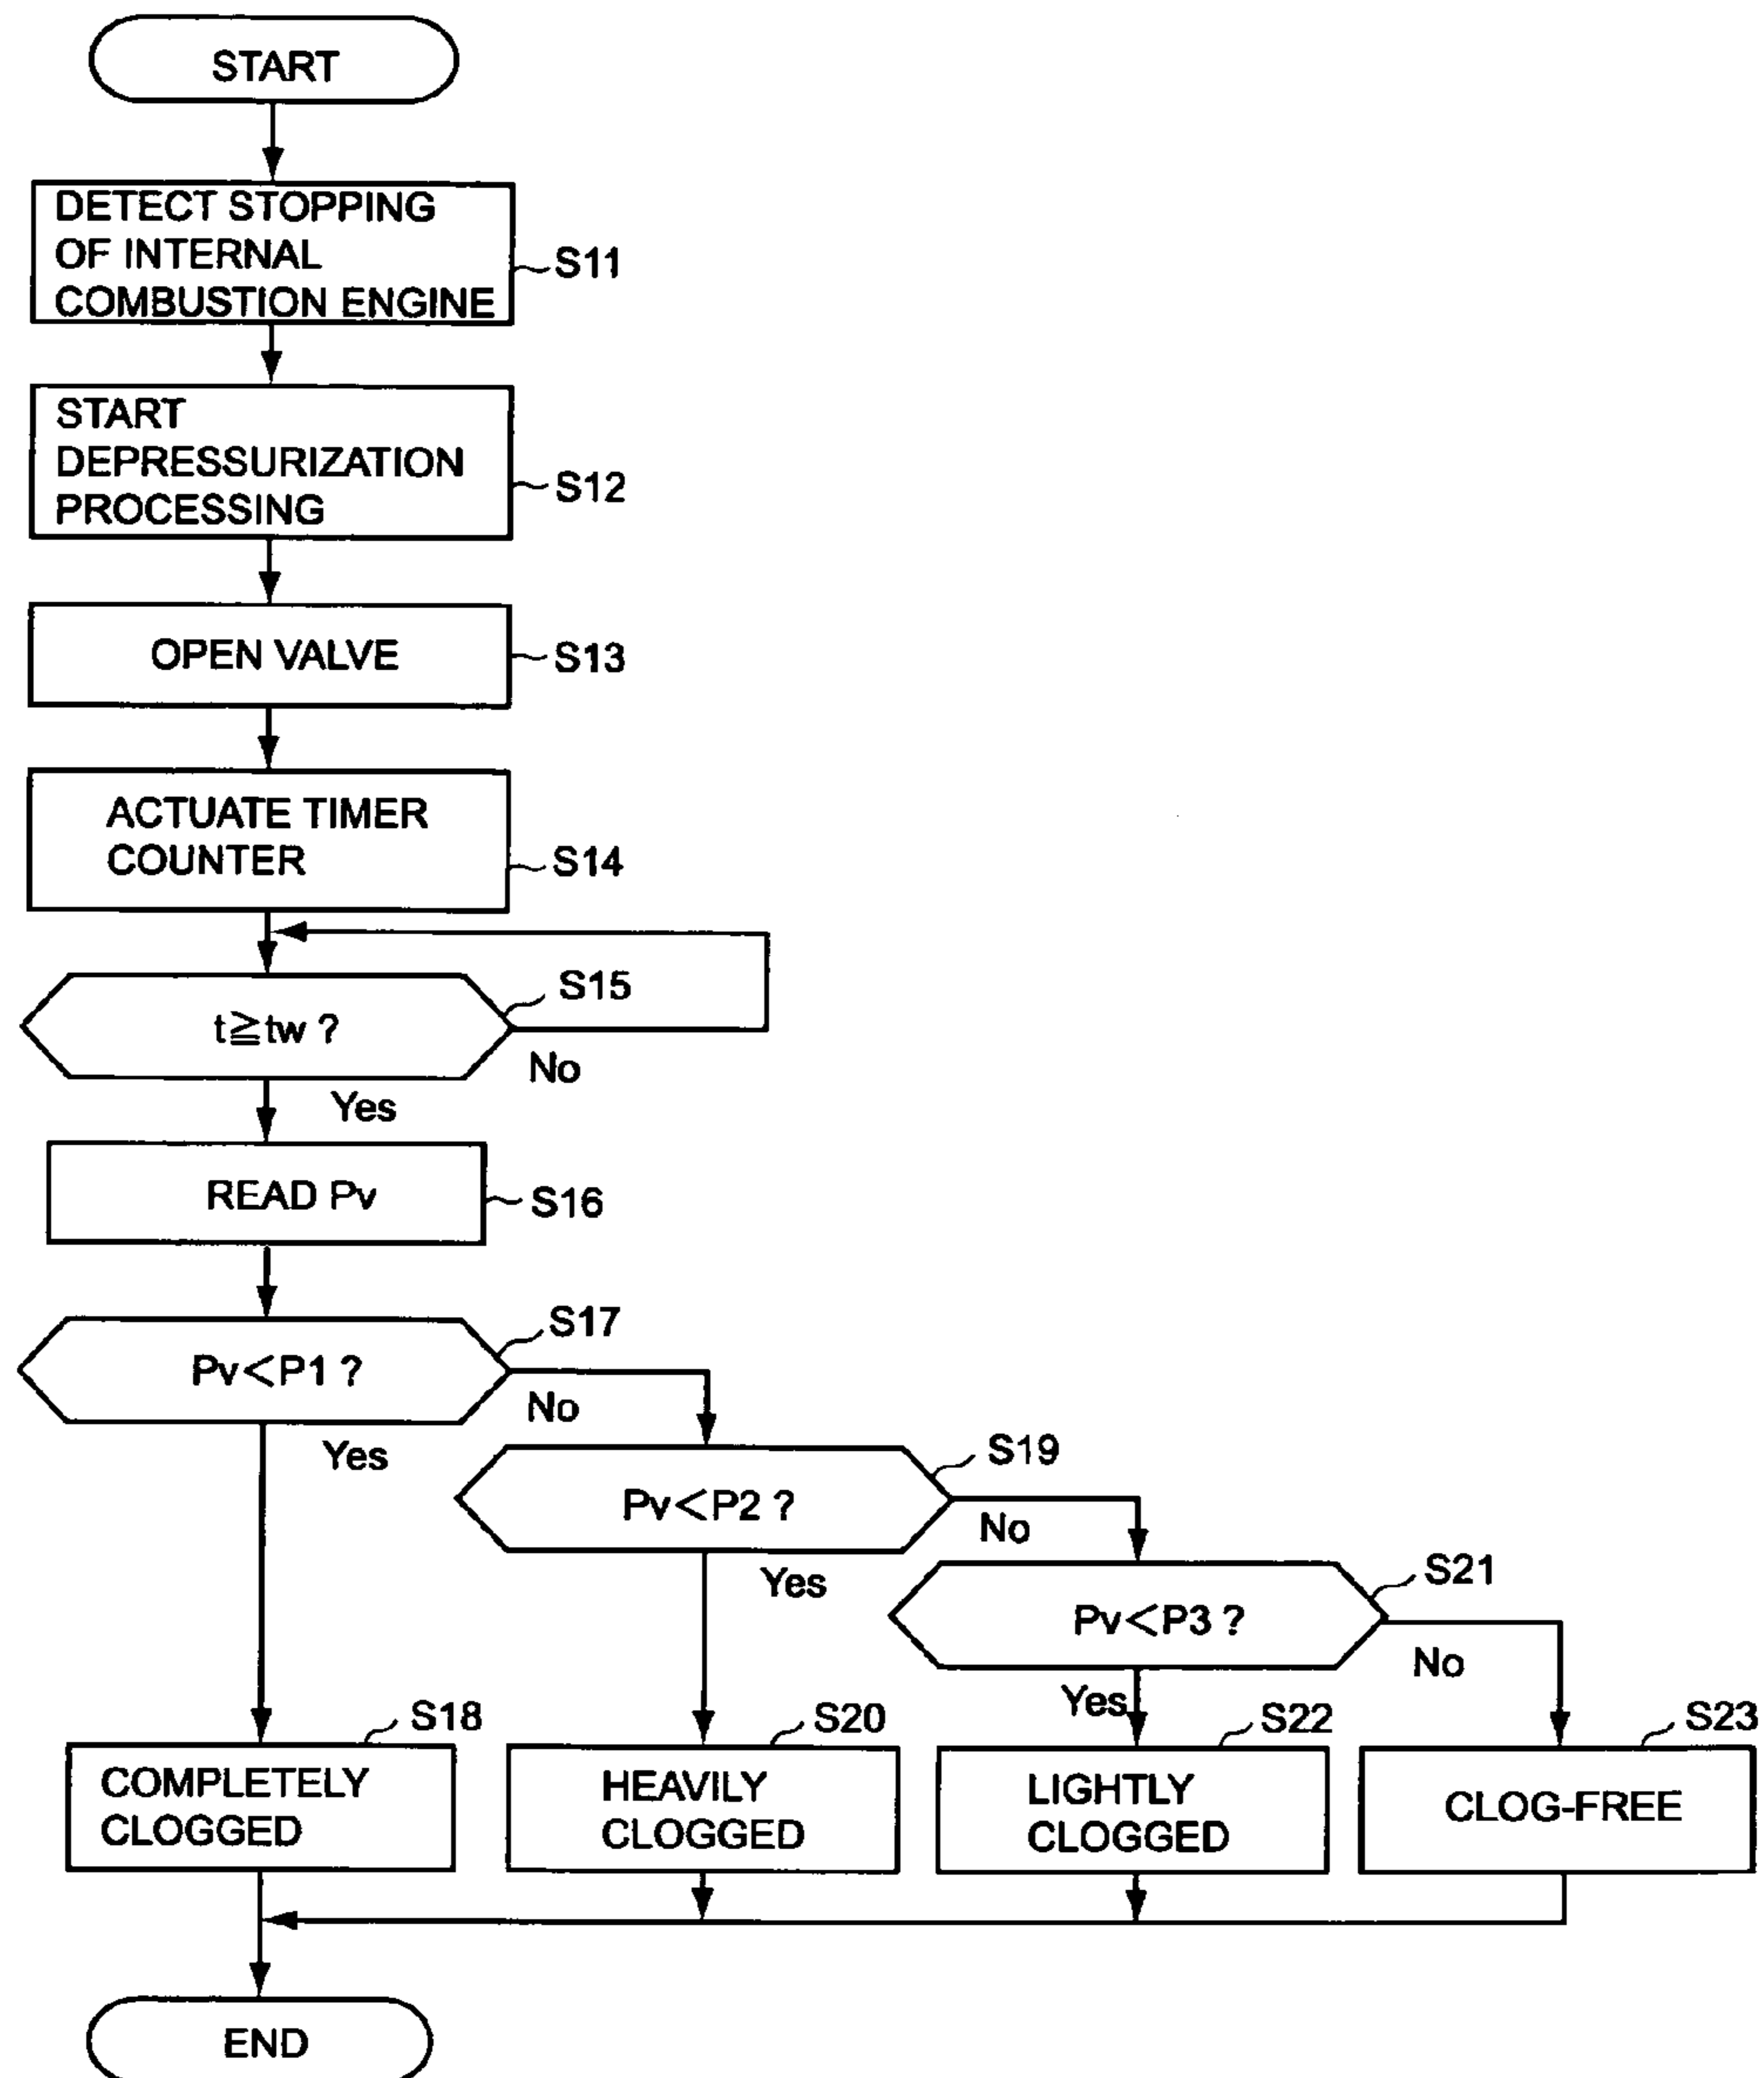 START
DETECT STOPPING
OF INTERNAL
COMBUSTION ENGINE
S11
START
DEPRESSURIZATION
PROCESSING
S12
OPEN VALVE
S13
ACTUATE TIMER
COUNTER
S14
S15
t≧tw ?
No
Yes
READ Pv
S16
S17
Pv<P1 ?
No
Yes
S19
Pv<P2 ?
No
Yes
S21
Pv<P3 ?
No
Yes
S18
COMPLETELY
CLOGGED
S20
HEAVILY
CLOGGED
S22
LIGHTLY
CLOGGED
S23
CLOG-FREE
END